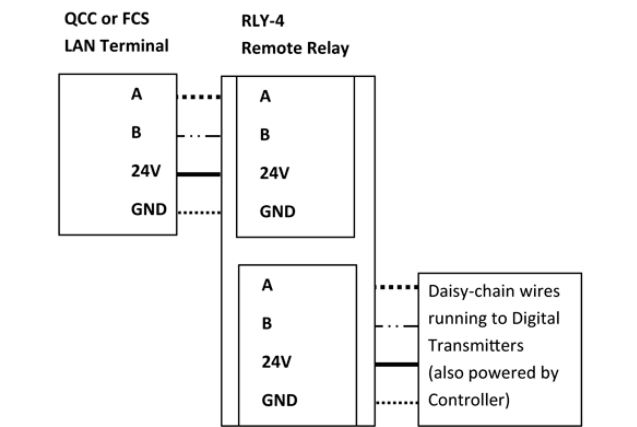 QCC or FCS
LAN Terminal
RLY-4
Remote Relay
A
B
24V
GND
A
B
24V
GND
A
B
24V
GND
Daisy-chain wires
running to Digital
Transmitters
(also powered by
Controller)